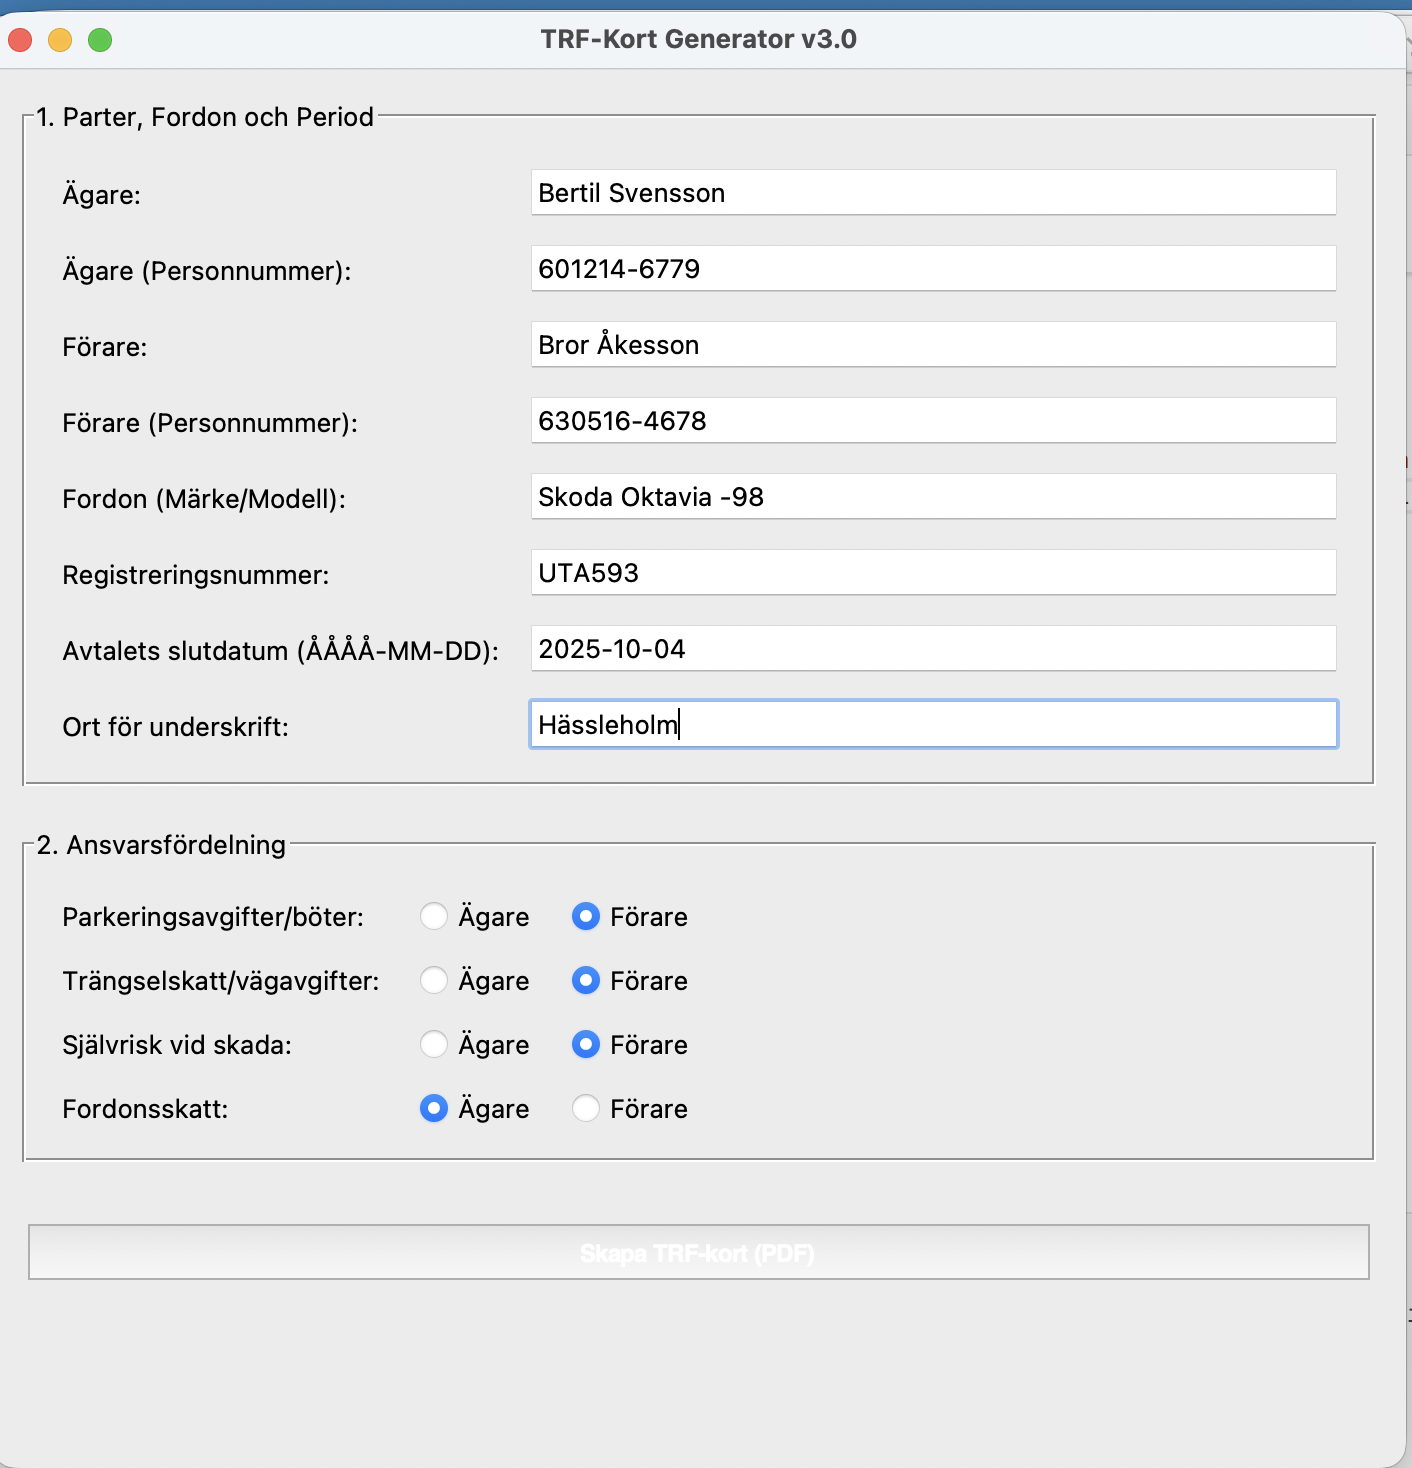 TRF-Kort Generator v3.0
1. Parter, Fordon och Period
Ägare: Bertil Svensson
Ägare (Personnummer): 601214-6779
Förare: Bror Åkesson
Förare (Personnummer): 630516-4678
Fordon (Märke/Modell): Skoda Oktavia -98
Registreringsnummer: UTA593
Avtalets slutdatum (ÅÅÅÅ-MM-DD): 2025-10-04
Ort för underskrift: Hässleholm
2. Ansvarsfördelning
Parkeringsavgifter/böter: Ägare Förare
Trängselskatt/vägavgifter: Ägare Förare
Självrisk vid skada: Ägare Förare
Fordonsskatt: Ägare Förare
Skapa TRF-kort (PDF)